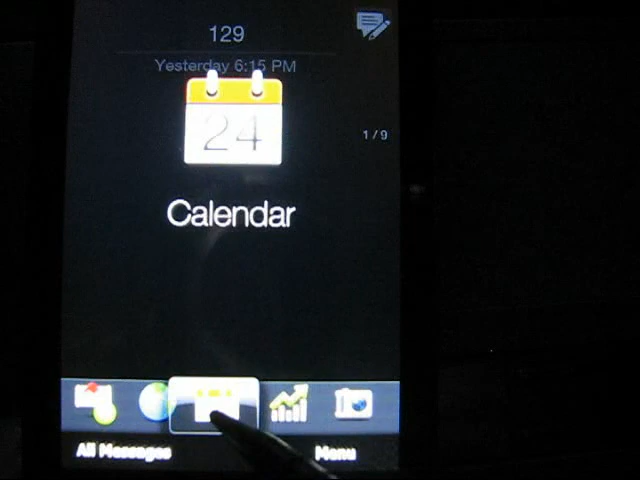 129
Yesterday 6:15 PM
24
1 / 9
Calendar
All Messages
Menu